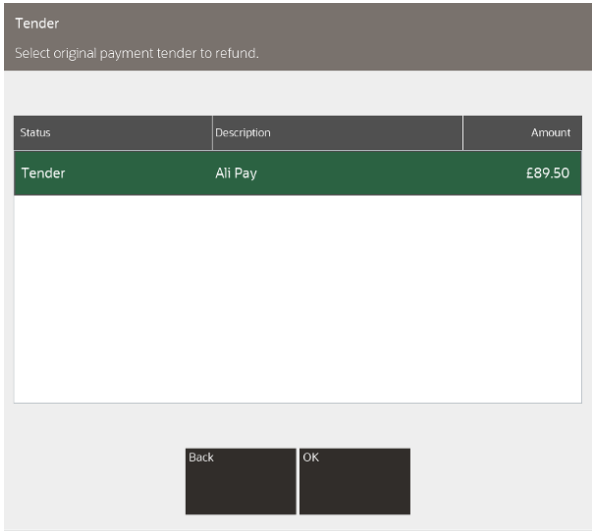 Tender
Select original payment tender to refund.
Status Description Amount
Tender Ali Pay £89.50
Back OK